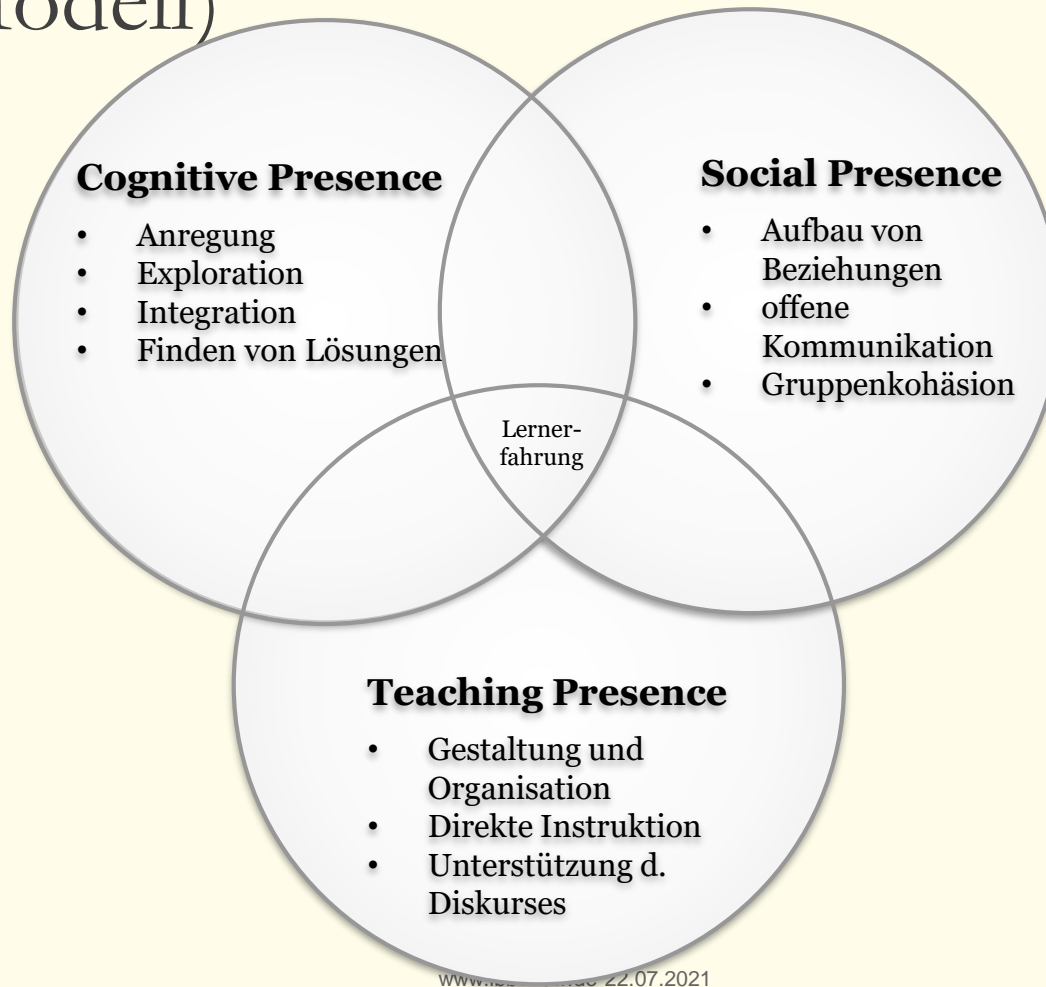 Cognitive Presence
• Anregung
• Exploration
• Integration
• Finden von Lösungen
Social Presence
• Aufbau von
Beziehungen
• offene
Kommunikation
• Gruppenkohäsion
Lerner-
fahrung
Teaching Presence
• Gestaltung und
Organisation
• Direkte Instruktion
• Unterstützung d.
Diskurses
22.07.2021